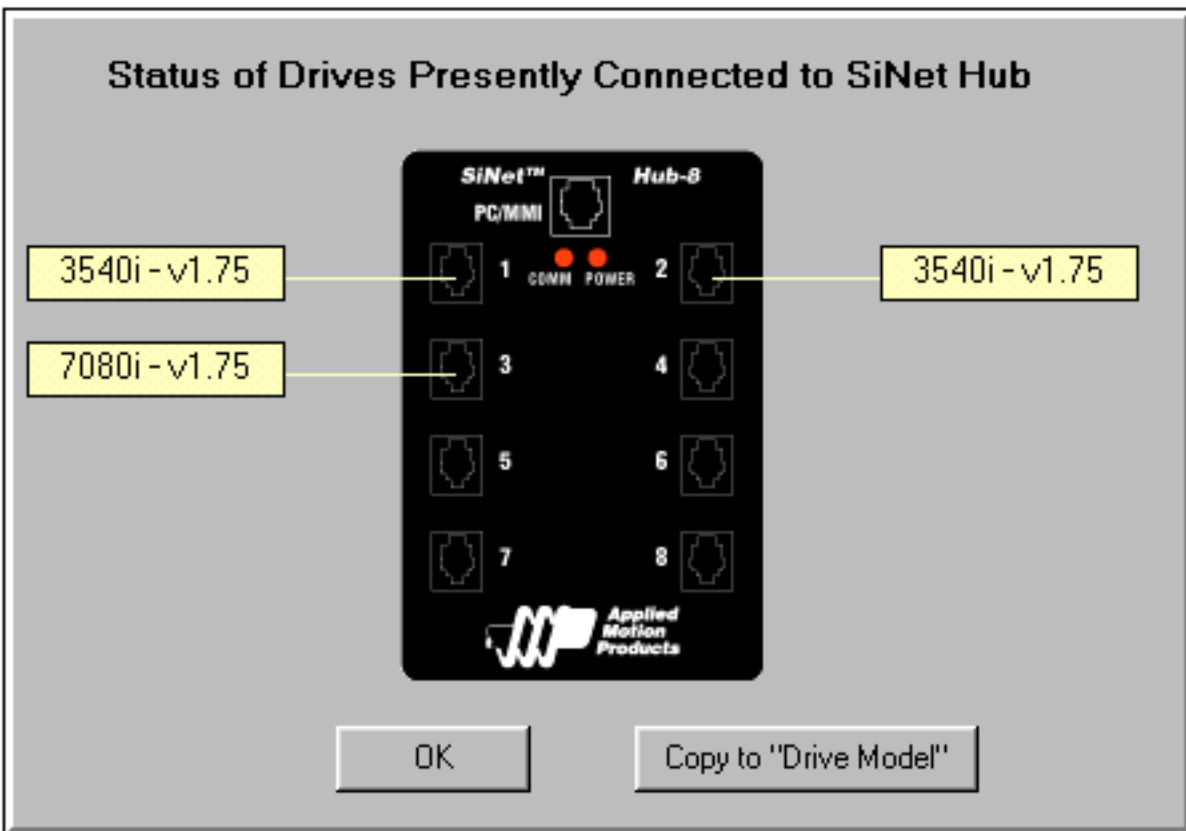 Status of Drives Presently Connected to SiNet Hub
SiNet™ Hub-8
PC/MMI
3540i - v1.75
1
COMM POWER
2
3540i - v1.75
7080i - v1.75
3
4
5
6
7
8
Applied
Motion
Products
OK
Copy to "Drive Model"